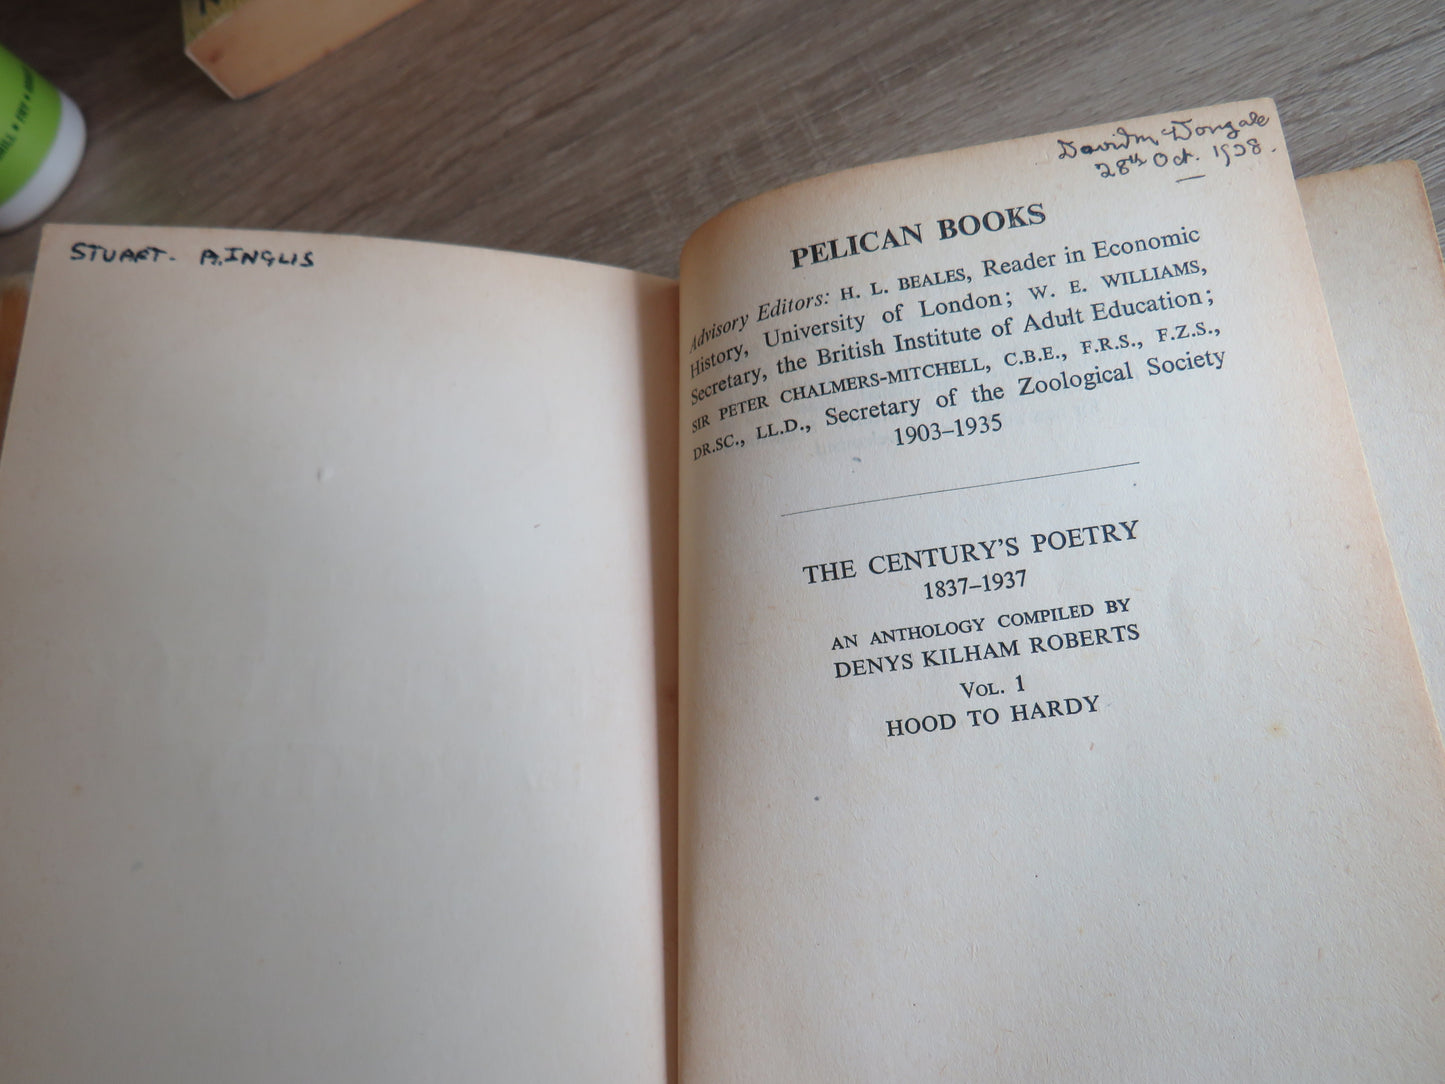 STUART. A. INGLIS
David McDongale
28th Oct. 1938.
PELICAN BOOKS
Advisory Editors: H. L. BEALES, Reader in Economic
History, University of London; W. E. WILLIAMS,
Secretary, the British Institute of Adult Education;
SIR PETER CHALMERS-MITCHELL, C.B.E., F.R.S., F.Z.S.,
DR.SC., LL.D., Secretary of the Zoological Society
1903–1935
THE CENTURY'S POETRY
1837–1937
AN ANTHOLOGY COMPILED BY
DENYS KILHAM ROBERTS
VOL. 1
HOOD TO HARDY